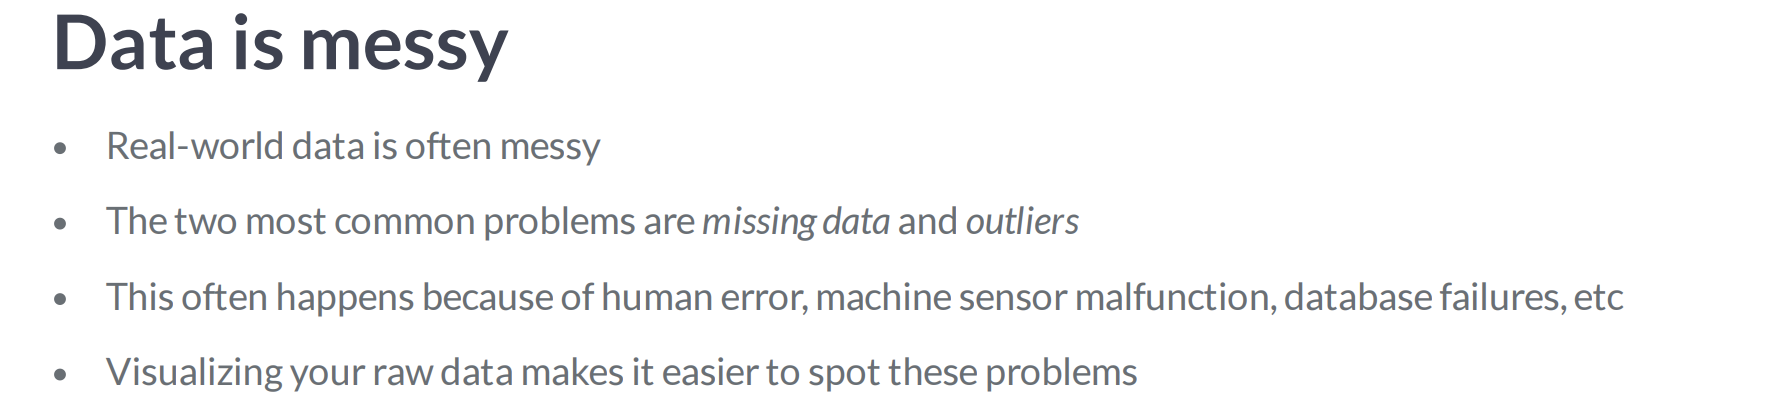 Data is messy
• Real-world data is often messy
• The two most common problems are missing data and outliers
• This often happens because of human error, machine sensor malfunction, database failures, etc
• Visualizing your raw data makes it easier to spot these problems